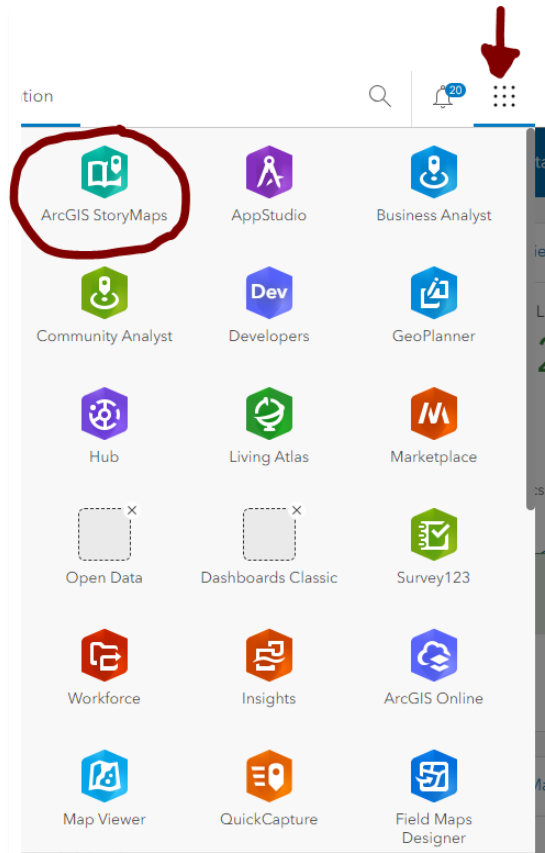 tion
20
ArcGIS StoryMaps
AppStudio
Business Analyst
Dev
Community Analyst
Developers
GeoPlanner
Hub
Living Atlas
Marketplace
Open Data
Dashboards Classic
Survey123
Workforce
Insights
ArcGIS Online
Map Viewer
QuickCapture
Field Maps
Designer